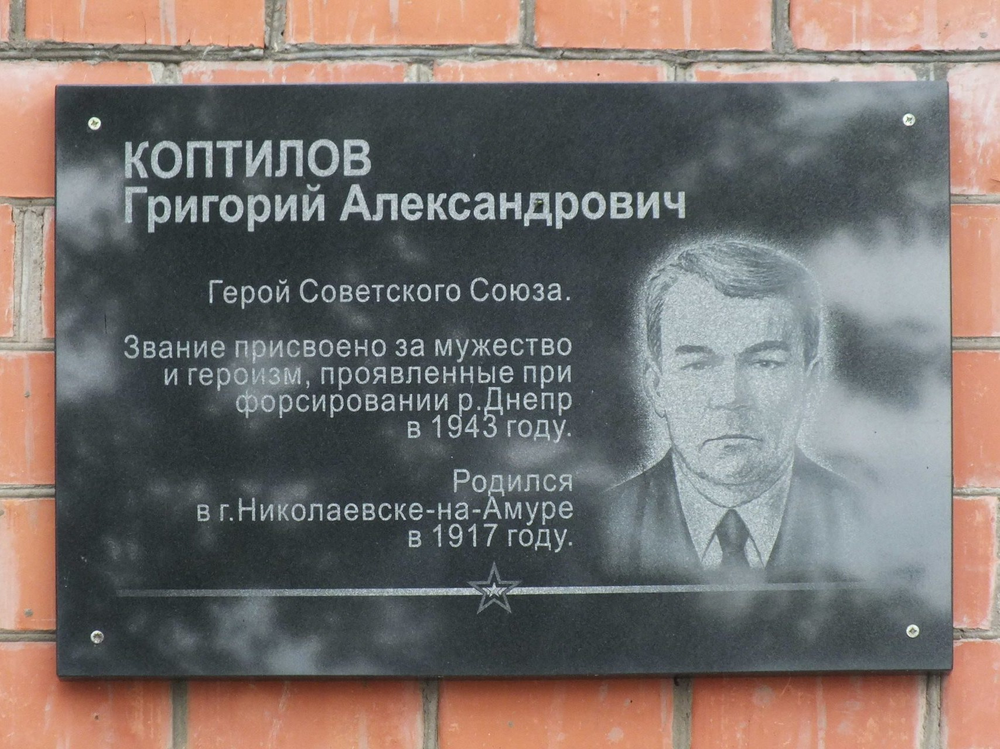 КОПТИЛОВ
Григорий Александрович
Герой Советского Союза.
Звание присвоено за мужество
и героизм, проявленные при
форсировании р.Днепр
в 1943 году.
Родился
в г.Николаевске-на-Амуре
в 1917 году.